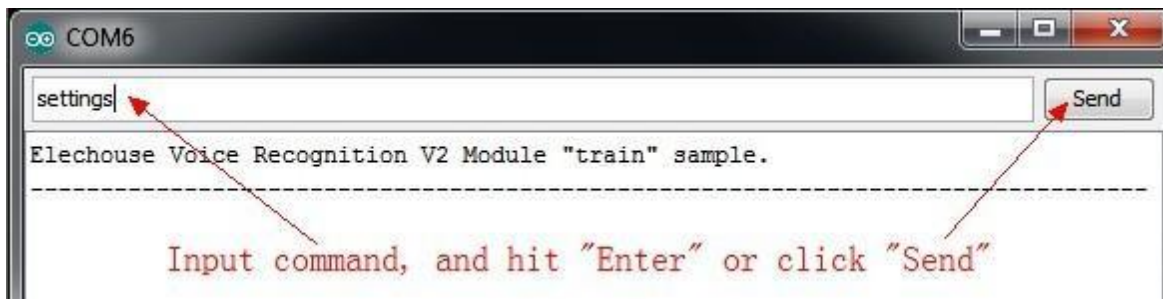 COM6
settings
Send
Elechouse Voice Recognition V2 Module "train" sample.
--------------------------------------------------------------------------------
Input command, and hit "Enter" or click "Send"